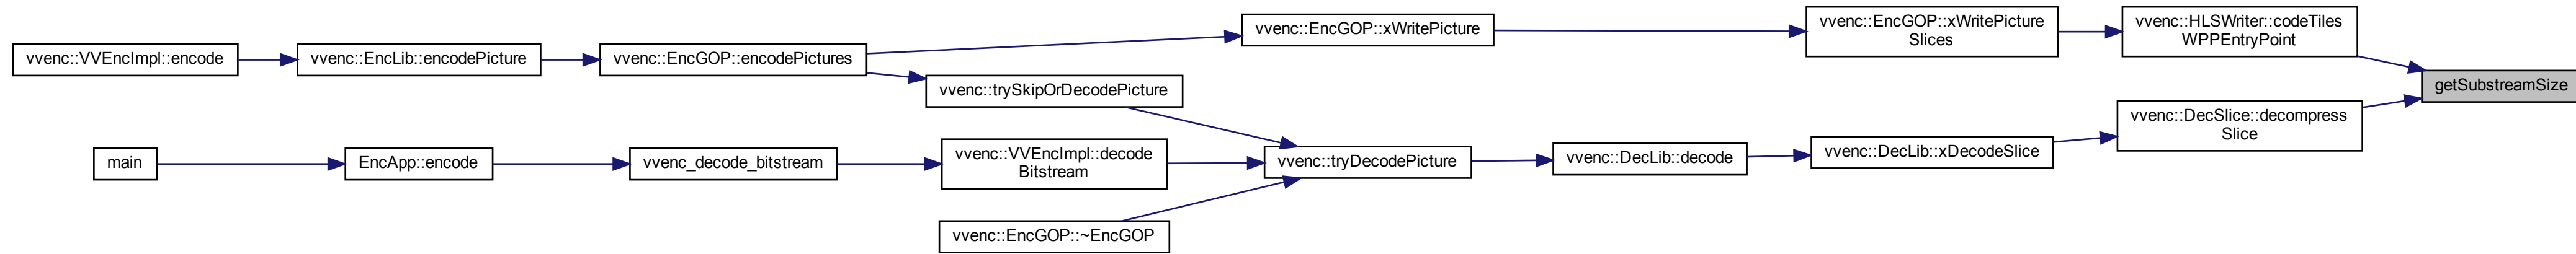 vvenc::VVEncImpl::encode
vvenc::EncLib::encodePicture
vvenc::EncGOP::encodePictures
vvenc::EncGOP::xWritePicture
vvenc::EncGOP::xWritePicture
Slices
vvenc::HLSWriter::codeTiles
WPPEntryPoint
getSubstreamSize
vvenc::trySkipOrDecodePicture
main
EncApp::encode
vvenc_decode_bitstream
vvenc::VVEncImpl::decode
Bitstream
vvenc::tryDecodePicture
vvenc::DecLib::decode
vvenc::DecLib::xDecodeSlice
vvenc::DecSlice::decompress
Slice
vvenc::EncGOP::~EncGOP